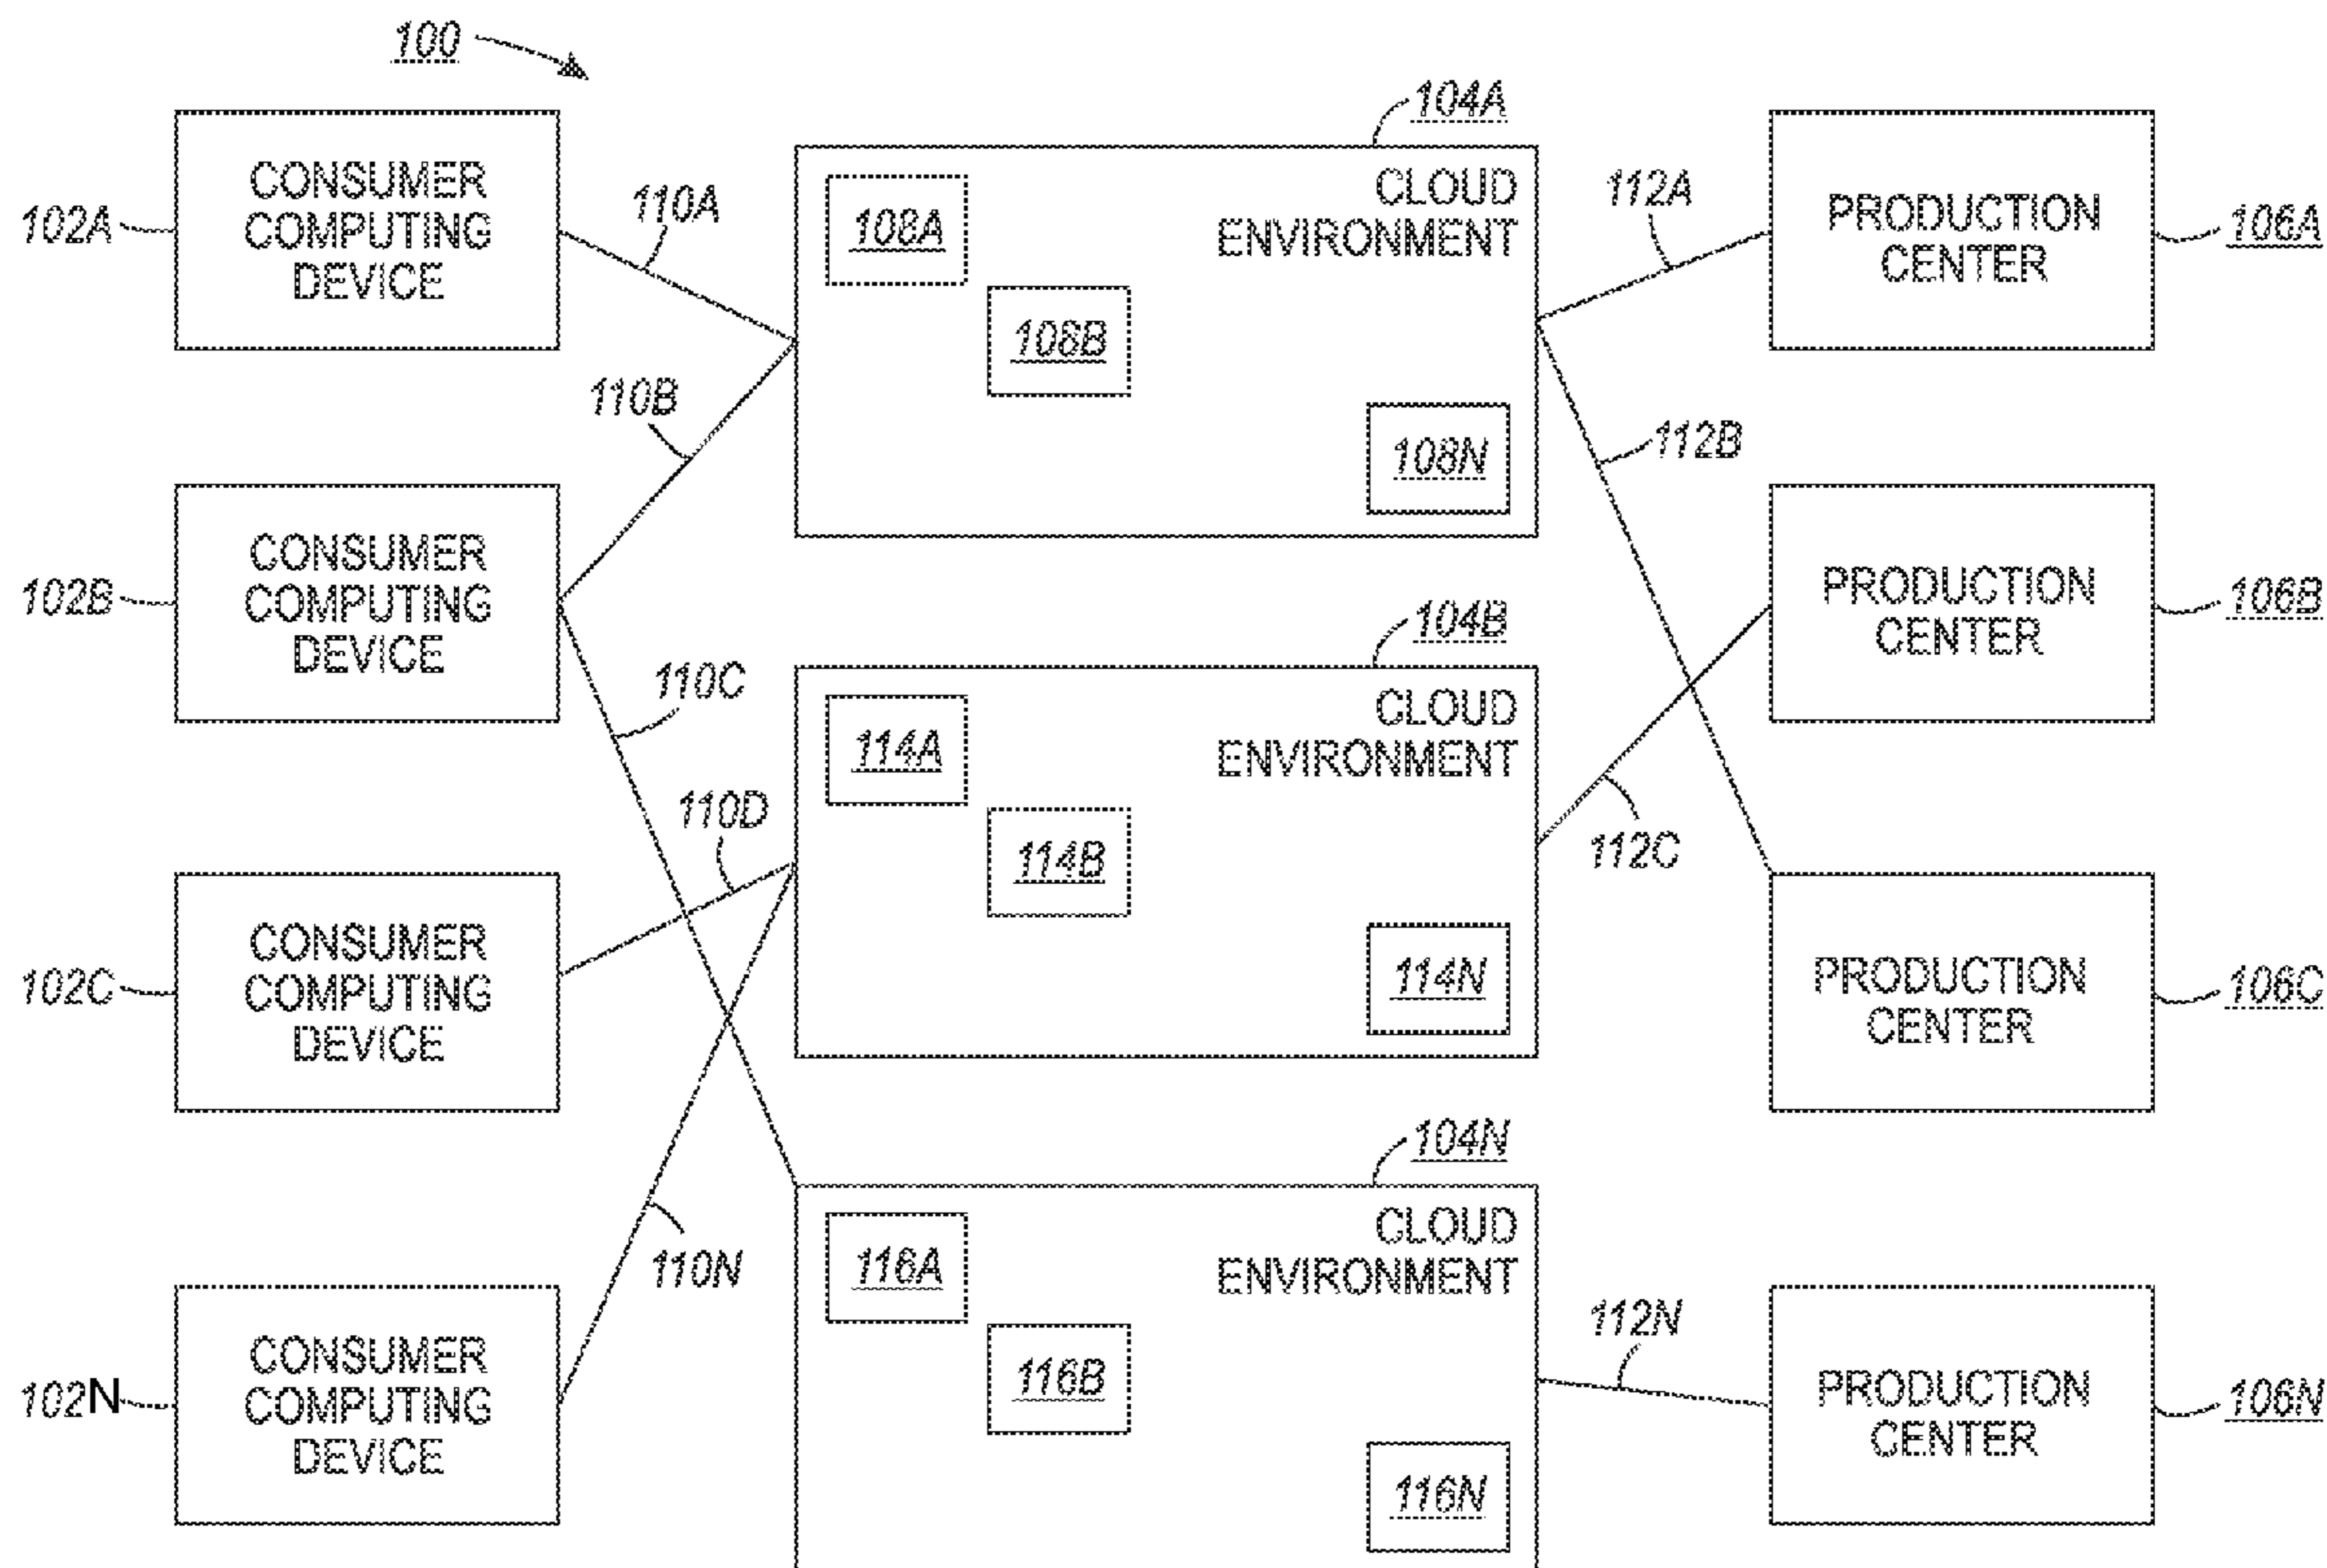 100
104A
CONSUMER
COMPUTING
DEVICE
102A
110A
108A
CLOUD
ENVIRONMENT
112A
PRODUCTION
CENTER
106A
108B
110B
108N
112B
CONSUMER
COMPUTING
DEVICE
102B
PRODUCTION
CENTER
106B
104B
110C
114A
CLOUD
ENVIRONMENT
110D
114B
112C
CONSUMER
COMPUTING
DEVICE
102C
114N
PRODUCTION
CENTER
106C
104N
110N
116A
CLOUD
ENVIRONMENT
112N
116B
CONSUMER
COMPUTING
DEVICE
102N
116N
PRODUCTION
CENTER
106N